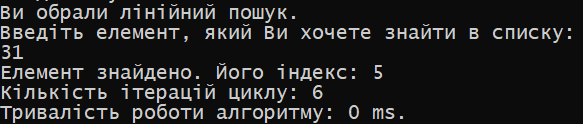 Ви обрали лінійний пошук.
Введіть елемент, який Ви хочете знайти в списку:
31
Елемент знайдено. Його індекс: 5
Кількість ітерацій циклу: 6
Тривалість роботи алгоритму: 0 ms.